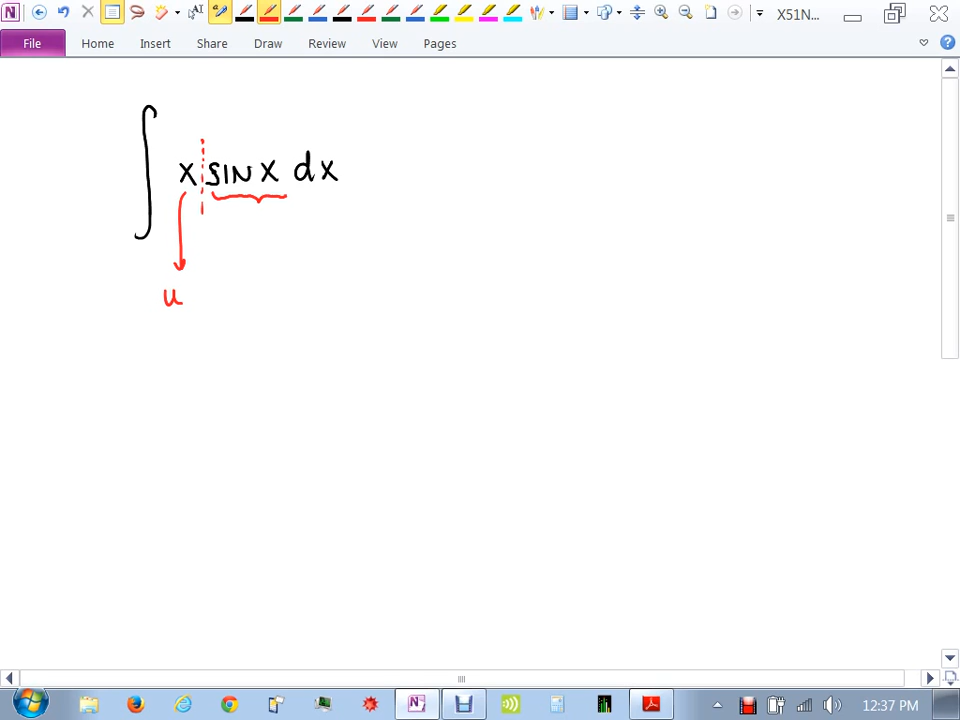 X51N...
File Home Insert Share Draw Review View Pages
∫ x sin x dx
u
12:37 PM